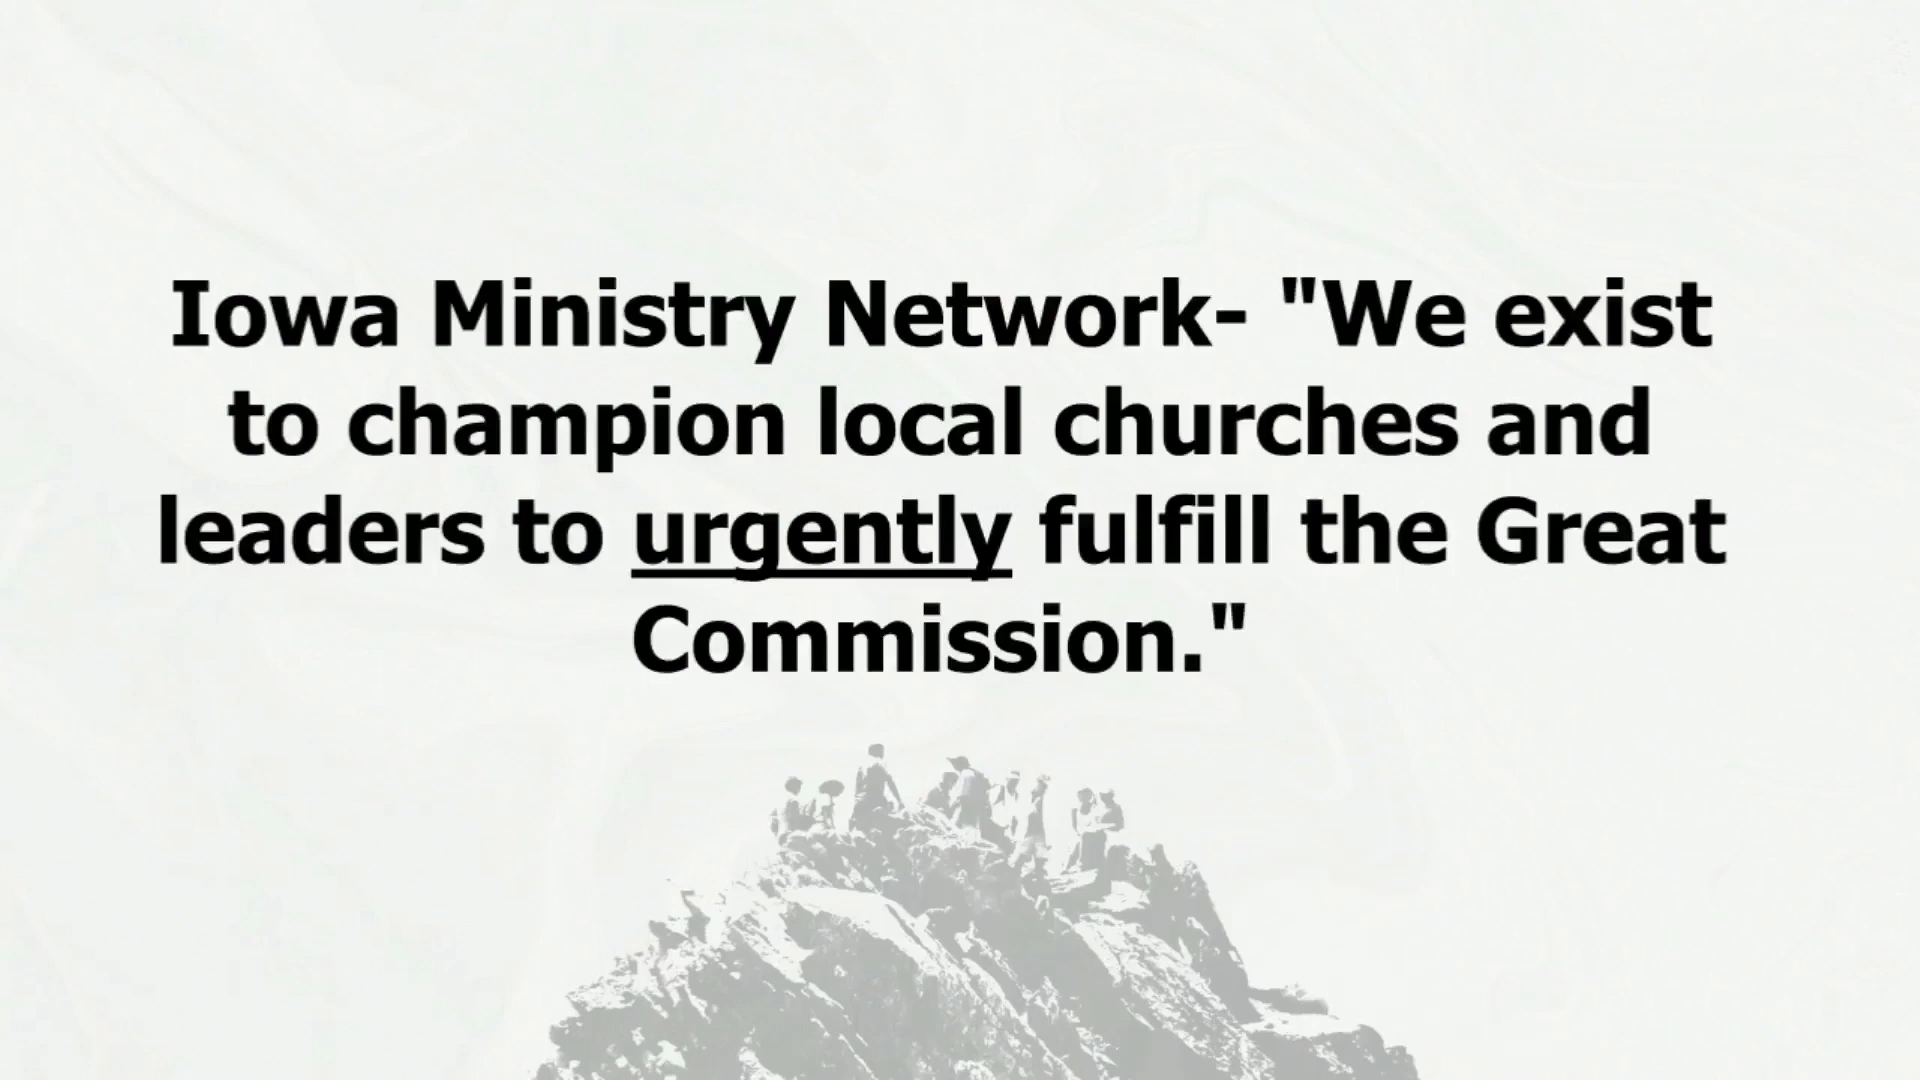 Iowa Ministry Network- "We exist
to champion local churches and
leaders to urgently fulfill the Great
Commission."